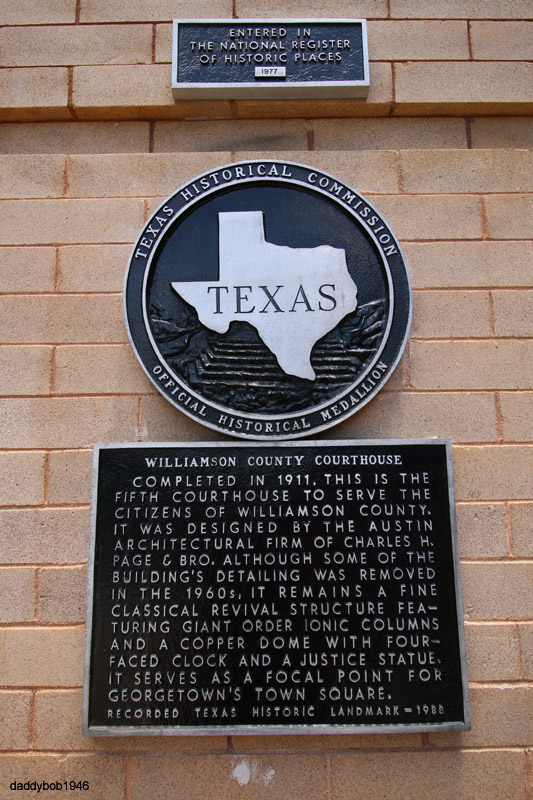 ENTERED IN
THE NATIONAL REGISTER
OF HISTORIC PLACES
1977
TEXAS HISTORICAL COMMISSION
TEXAS
OFFICIAL HISTORICAL MEDALLION
WILLIAMSON COUNTY COURTHOUSE
COMPLETED IN 1911, THIS IS THE
FIFTH COURTHOUSE TO SERVE THE
CITIZENS OF WILLIAMSON COUNTY.
IT WAS DESIGNED BY THE AUSTIN
ARCHITECTURAL FIRM OF CHARLES H.
PAGE & BRO. ALTHOUGH SOME OF THE
BUILDING'S DETAILING WAS REMOVED
IN THE 1960s, IT REMAINS A FINE
CLASSICAL REVIVAL STRUCTURE FEA-
TURING GIANT ORDER IONIC COLUMNS
AND A COPPER DOME WITH FOUR-
FACED CLOCK AND A JUSTICE STATUE.
IT SERVES AS A FOCAL POINT FOR
GEORGETOWN'S TOWN SQUARE.
RECORDED TEXAS HISTORIC LANDMARK - 1988
daddybob1946